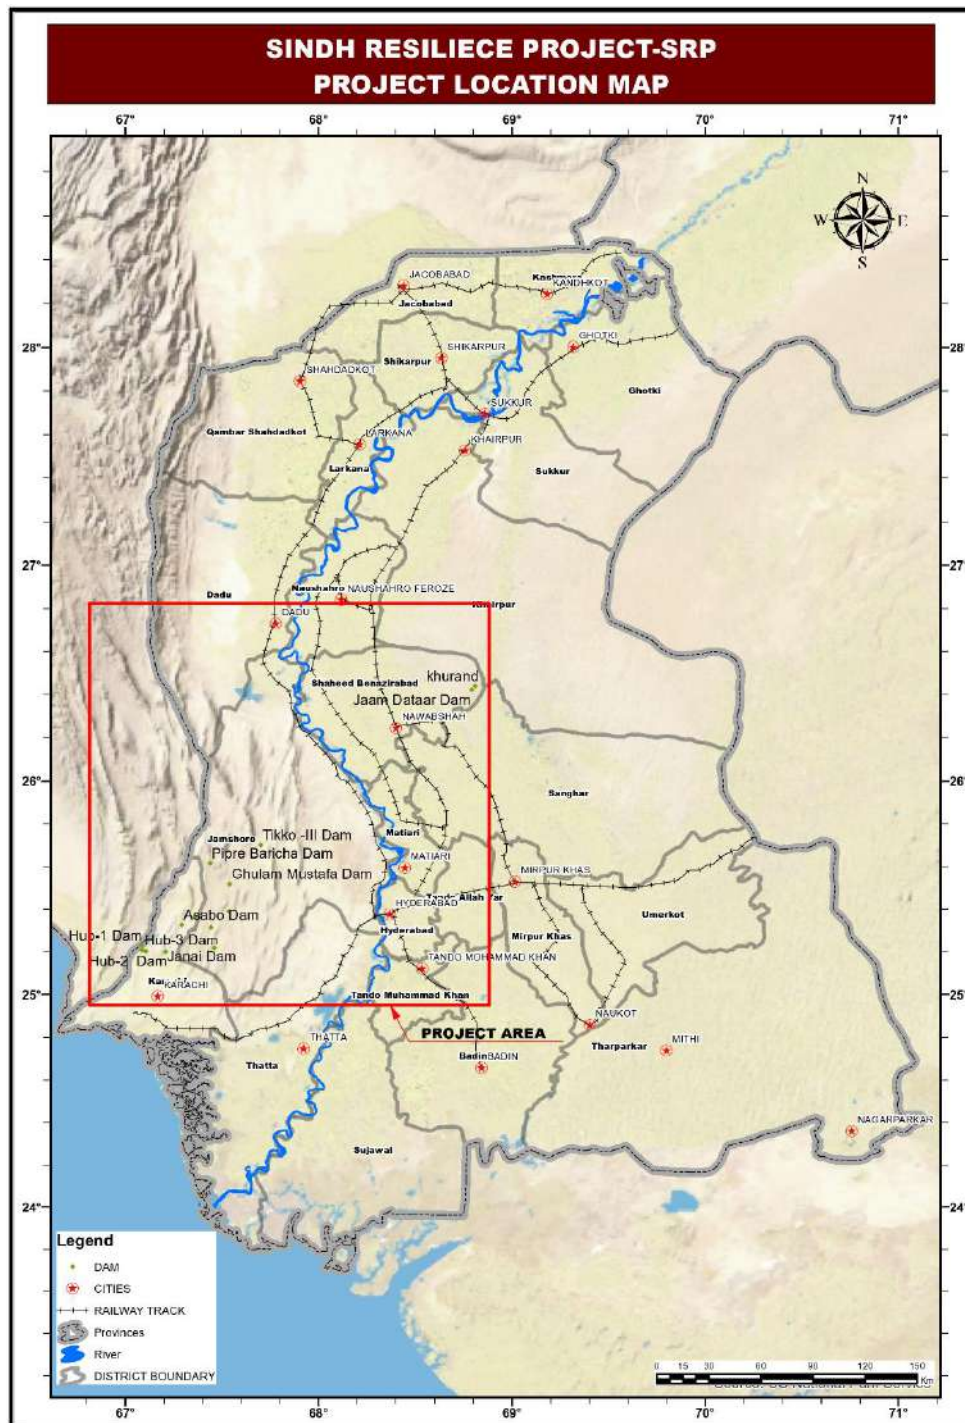 SINDH RESILIECE PROJECT-SRP
PROJECT LOCATION MAP
67° 68° 69° 70° 71°
N
W E
S
JACOBABAD
Jacobabad
Kashmore
KANDHKOT
28° 28°
SHIKARPUR
Shikarpur
GHOTKI
Ghotki
SHAHDADKOT
SUKKUR
Qambar Shahdadkot
LARKANA
Larkana
KHAIRPUR
Sukkur
27° 27°
Dadu
Naushahro NAUSHAHRO FEROZE
Khairpur
DADU
Shaheed Benazirabad
khurand
Jaam Dataar Dam
NAWABSHAH
26° 26°
Sanghar
Jamshoro
Tikko -III Dam
Matiari
Pipre Baricha Dam
Ghulam Mustafa Dam
MATIARI
MIRPUR KHAS
Tando Allah Yar
Asabo Dam
HYDERABAD
Hyderabad
Umerkot
Mirpur Khas
Hub-1 Dam
Hub-3 Dam
Hub-2 Dam
Janai Dam
TANDO MOHAMMAD KHAN
KARACHI
25° 25°
Tando Muhammad Khan
NAUKOT
PROJECT AREA
THATTA
Thatta
Badin BADIN
Tharparkar
MITHI
NAGARPARKAR
Sujawal
24° 24°
Legend
DAM
CITIES
RAILWAY TRACK
Provinces
River
DISTRICT BOUNDARY
0 15 30 60 90 120 150
Km
67° 68° 69° 70° 71°